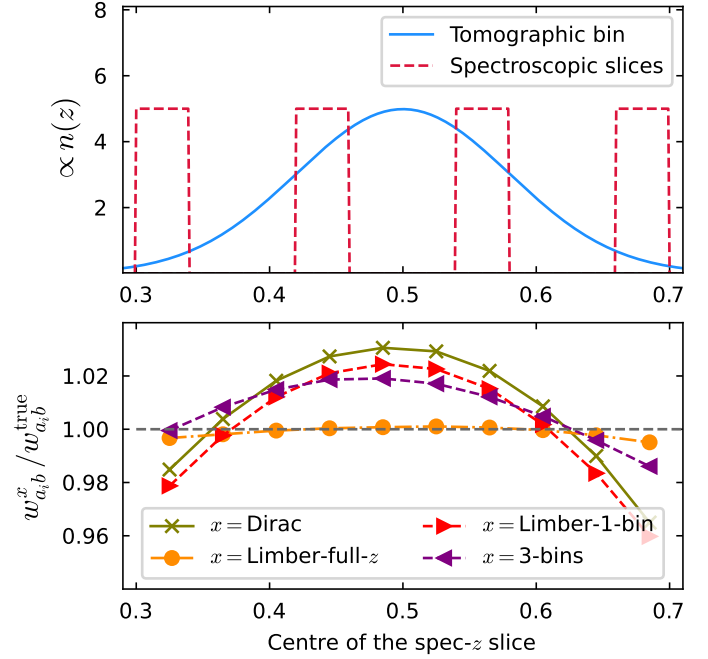 8
6
4
2
∝ n(z)
Tomographic bin
Spectroscopic slices
0.3 0.4 0.5 0.6 0.7
1.02
1.00
0.98
0.96
w^x_{a_i b} / w^true_{a_i b}
x = Dirac
x = Limber-full-z
x = Limber-1-bin
x = 3-bins
0.3 0.4 0.5 0.6 0.7
Centre of the spec-z slice